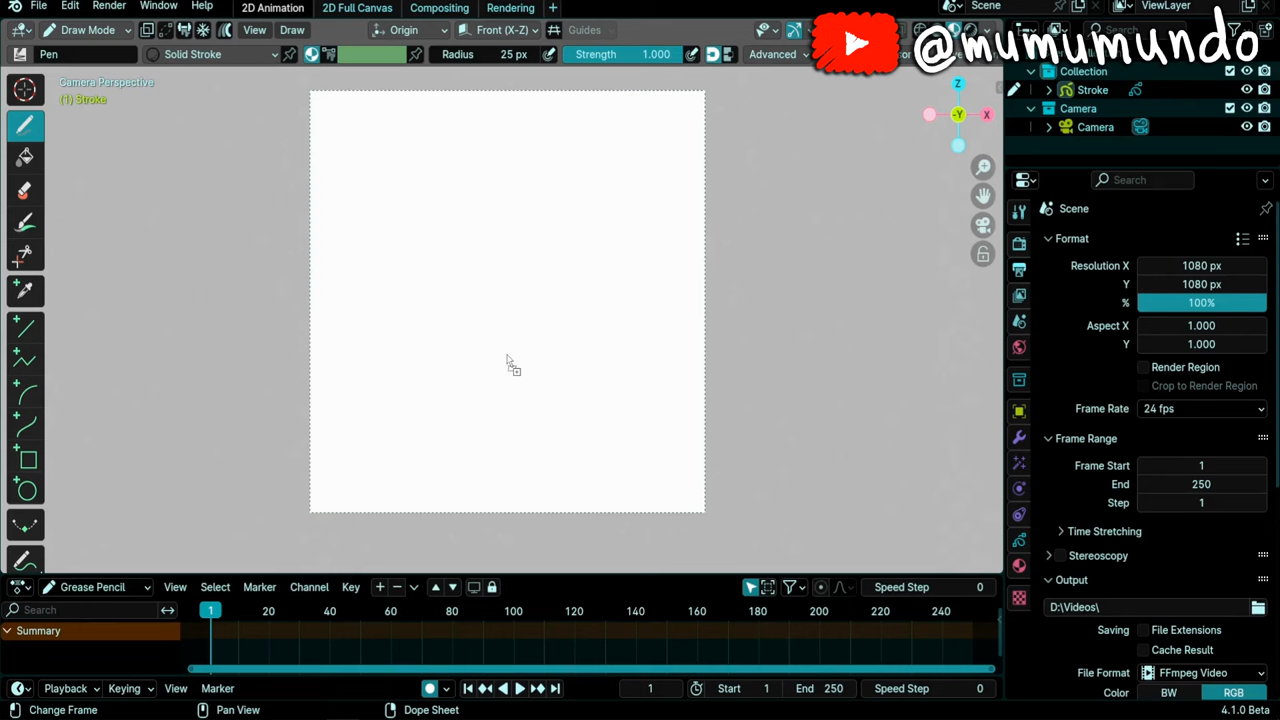 File Edit Render Window Help 2D Animation 2D Full Canvas Compositing Rendering + Scene ViewLayer
Draw Mode View Draw Origin Front (X-Z) Guides
@mumumundo
Pen Solid Stroke Radius 25 px Strength 1.000 Advanced
Camera Perspective
(1) Stroke
Z
-Y
X
Collection
Stroke
Camera
Camera
Search
Scene
Format
Resolution X 1080 px
Y 1080 px
% 100%
Aspect X 1.000
Y 1.000
Render Region
Crop to Render Region
Frame Rate 24 fps
Frame Range
Frame Start 1
End 250
Step 1
Time Stretching
Stereoscopy
Output
D:\Videos\
Saving File Extensions
Cache Result
File Format FFmpeg Video
Color BW RGB
Grease Pencil View Select Marker Channel Key Speed Step 0
Search 1 20 40 60 80 100 120 140 160 180 200 220 240
Summary
Playback Keying View Marker 1 Start 1 End 250 Speed Step 0
Change Frame Pan View Dope Sheet 4.1.0 Beta